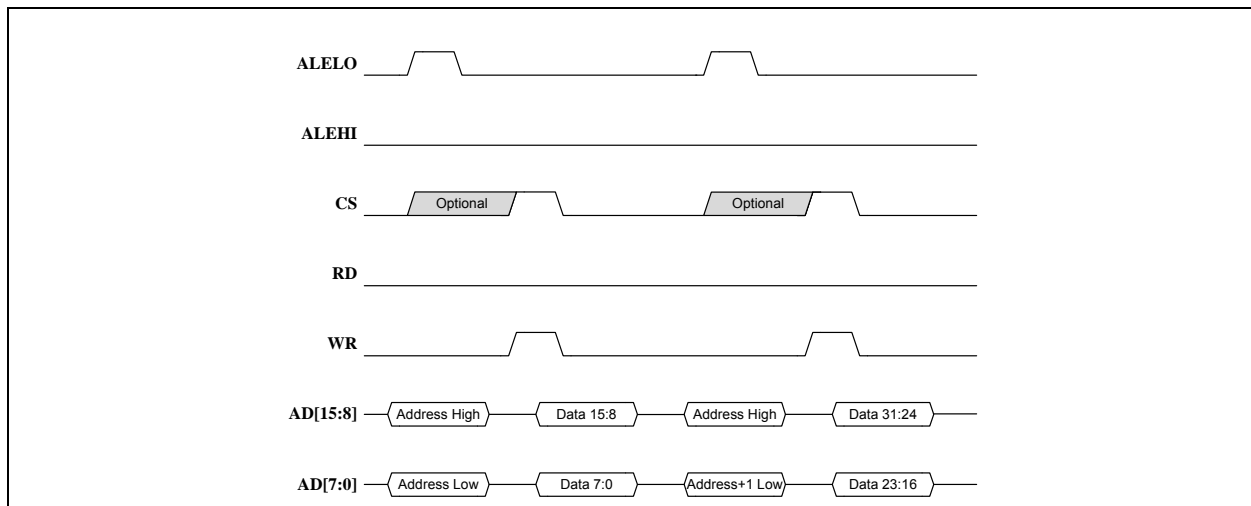 ALELO
ALEHI
CS Optional Optional
RD
WR
AD[15:8] Address High Data 15:8 Address High Data 31:24
AD[7:0] Address Low Data 7:0 Address+1 Low Data 23:16